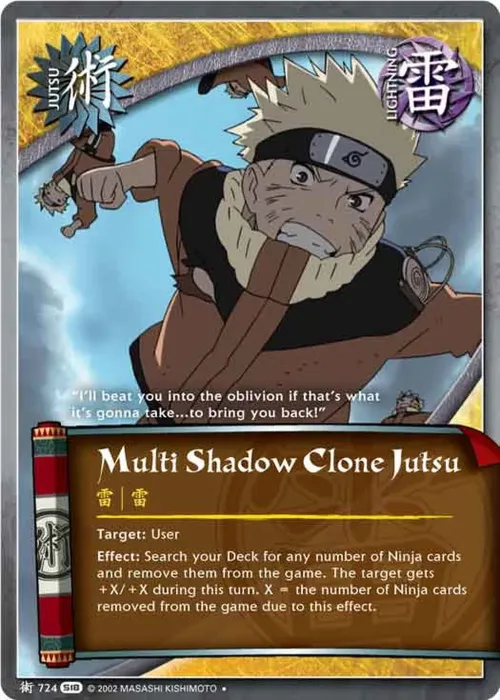 JUTSU
術
LIGHTNING
雷
"I'll beat you into the oblivion if that's what
it's gonna take...to bring you back!"
Multi Shadow Clone Jutsu
雷 | 雷
Target: User
Effect: Search your Deck for any number of Ninja cards
and remove them from the game. The target gets
+X/+X during this turn. X = the number of Ninja cards
removed from the game due to this effect.
術
術 724 S18 © 2002 MASASHI KISHIMOTO •